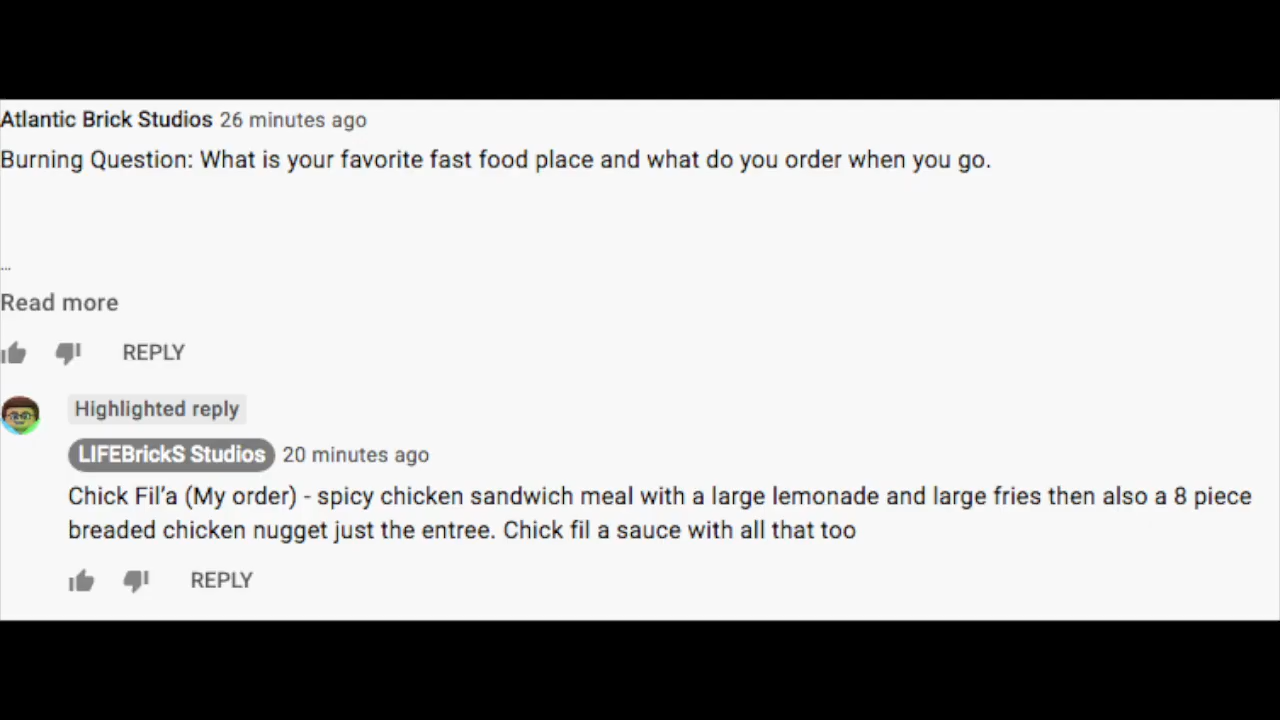 Atlantic Brick Studios 26 minutes ago
Burning Question: What is your favorite fast food place and what do you order when you go.
...
Read more
REPLY
Highlighted reply
LIFEBrickS Studios 20 minutes ago
Chick Fil’a (My order) - spicy chicken sandwich meal with a large lemonade and large fries then also a 8 piece
breaded chicken nugget just the entree. Chick fil a sauce with all that too
REPLY